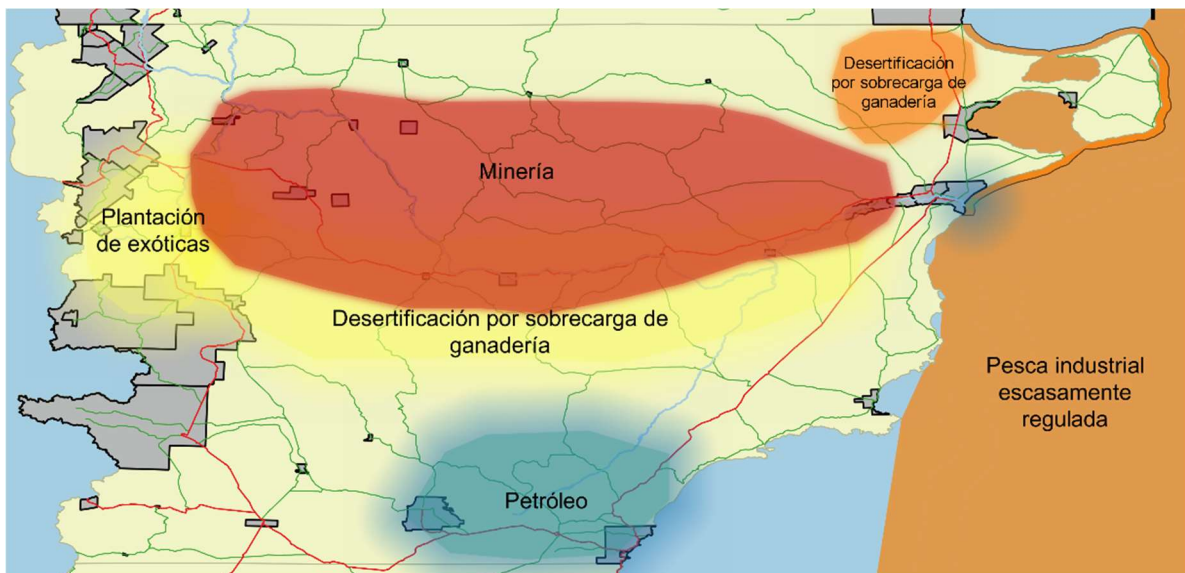 Desertificación
por sobrecarga de
ganadería
Minería
Plantación
de exóticas
Desertificación por sobrecarga de
ganadería
Pesca industrial
escasamente
regulada
Petróleo